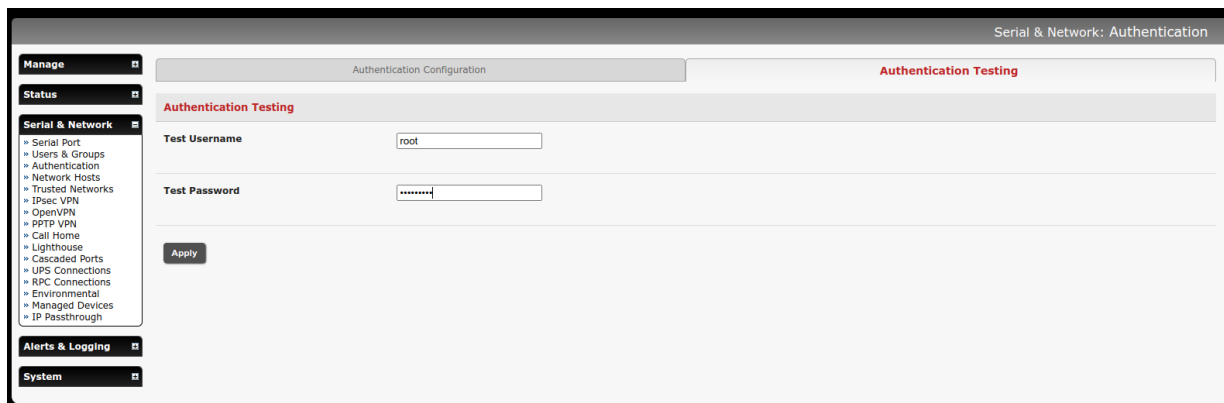 Serial & Network: Authentication
Manage
Status
Serial & Network
» Serial Port
» Users & Groups
» Authentication
» Network Hosts
» Trusted Networks
» IPsec VPN
» OpenVPN
» PPTP VPN
» Call Home
» Lighthouse
» Cascaded Ports
» UPS Connections
» RPC Connections
» Environmental
» Managed Devices
» IP Passthrough
Alerts & Logging
System
Authentication Configuration
Authentication Testing
Authentication Testing
Test Username
root
Test Password
•••••••••
Apply